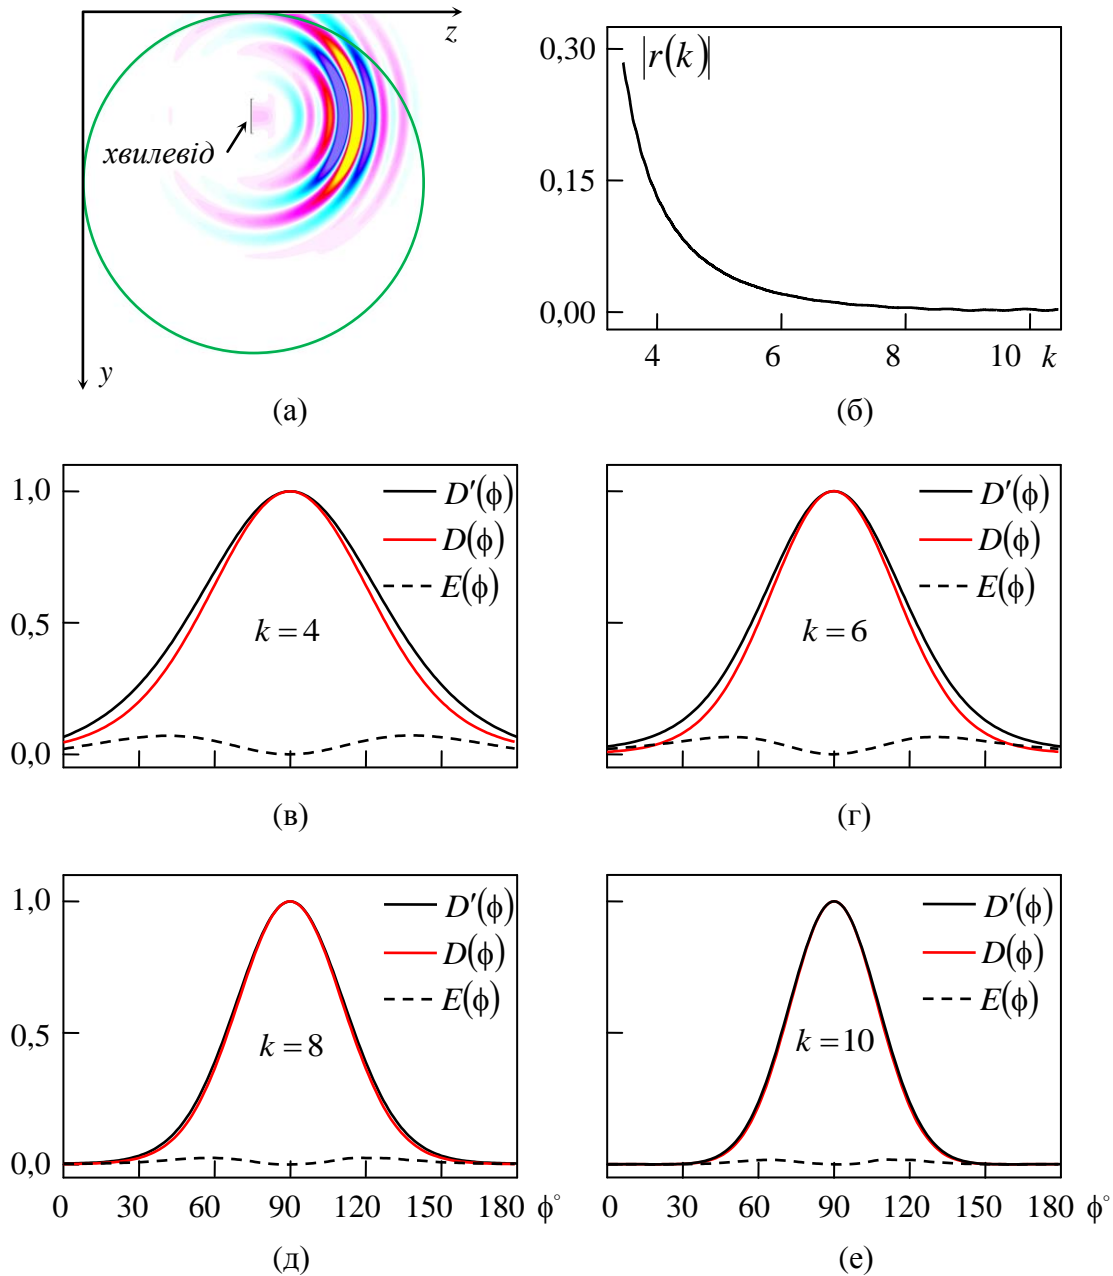 z
хвилевід
y
(а)
0,30
|r(k)|
0,15
0,00
4 6 8 10 k
(б)
1,0
0,5
0,0
D′(ϕ)
D(ϕ)
E(ϕ)
k = 4
(в)
D′(ϕ)
D(ϕ)
E(ϕ)
k = 6
(г)
1,0
0,5
0,0
D′(ϕ)
D(ϕ)
E(ϕ)
k = 8
0 30 60 90 120 150 180 ϕ°
(д)
D′(ϕ)
D(ϕ)
E(ϕ)
k = 10
0 30 60 90 120 150 180 ϕ°
(е)